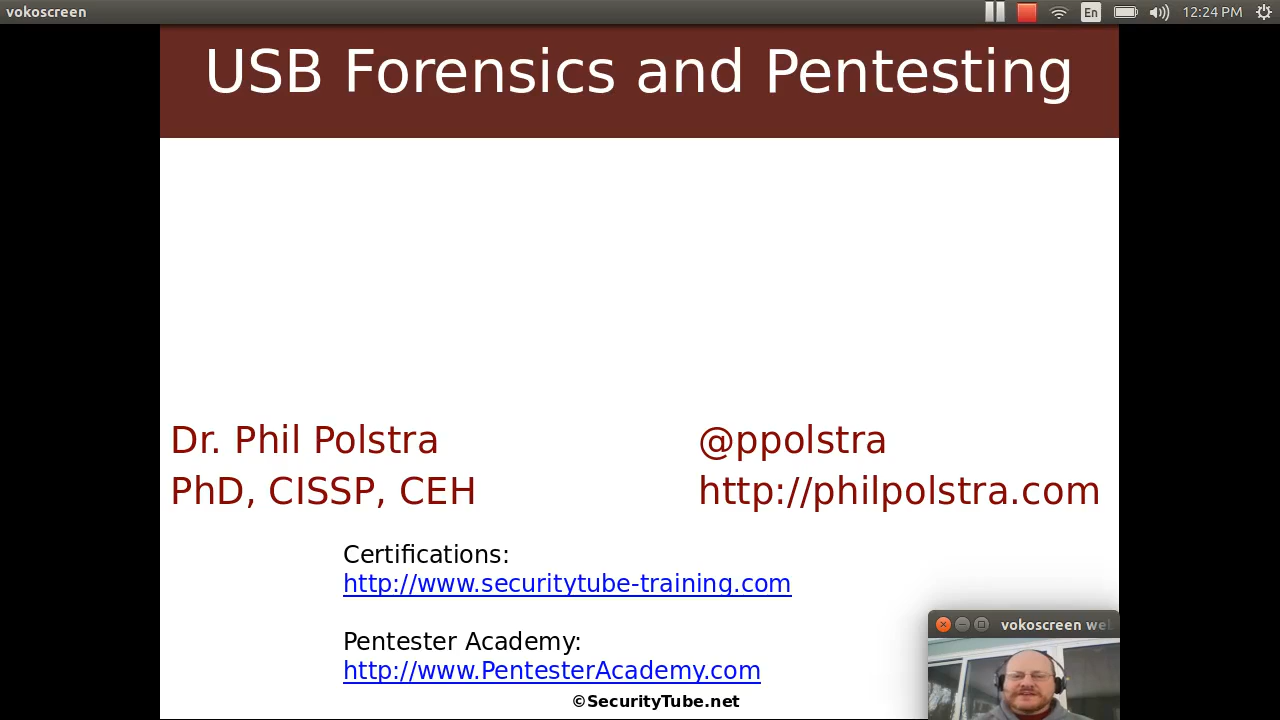 vokoscreen
En
12:24 PM
USB Forensics and Pentesting
Dr. Phil Polstra
PhD, CISSP, CEH
@ppolstra
http://philpolstra.com
Certifications:
http://www.securitytube-training.com
Pentester Academy:
http://www.PentesterAcademy.com
©SecurityTube.net
vokoscreen we